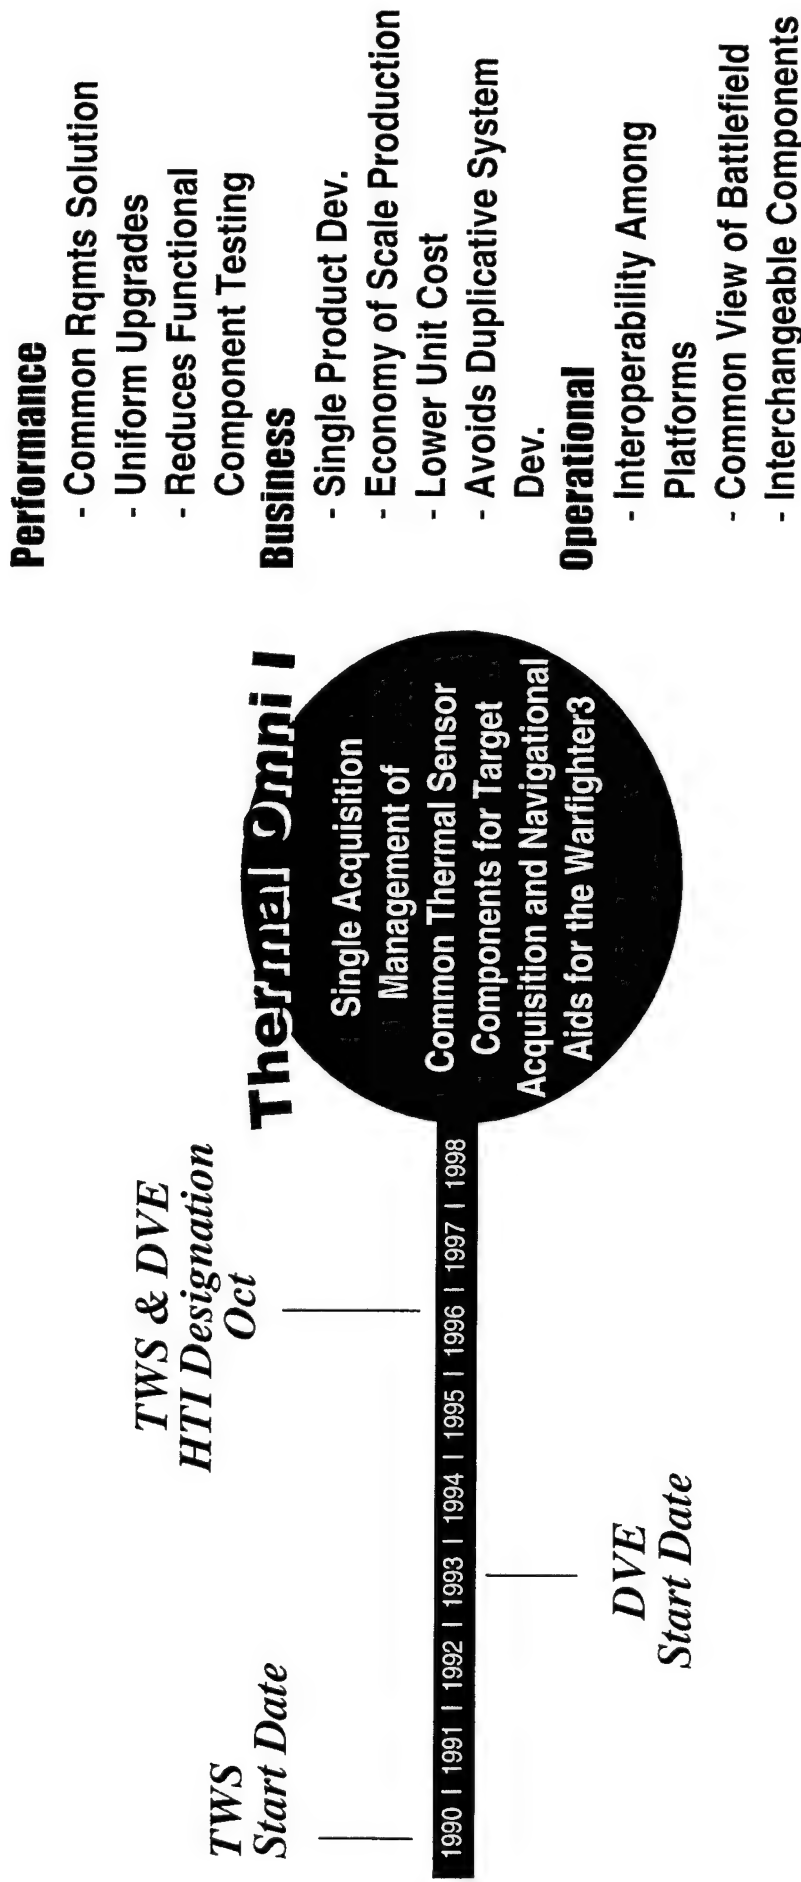 TWS
Start Date
TWS & DVE
HTI Designation
Oct
1990 | 1991 | 1992 | 1993 | 1994 | 1995 | 1996 | 1997 | 1998
DVE
Start Date
Thermal Omni I
Single Acquisition
Management of
Common Thermal Sensor
Components for Target
Acquisition and Navigational
Aids for the Warfighter3
Performance
- Common Rqmts Solution
- Uniform Upgrades
- Reduces Functional
Component Testing
Business
- Single Product Dev.
- Economy of Scale Production
- Lower Unit Cost
- Avoids Duplicative System
Dev.
Operational
- Interoperability Among
Platforms
- Common View of Battlefield
- Interchangeable Components